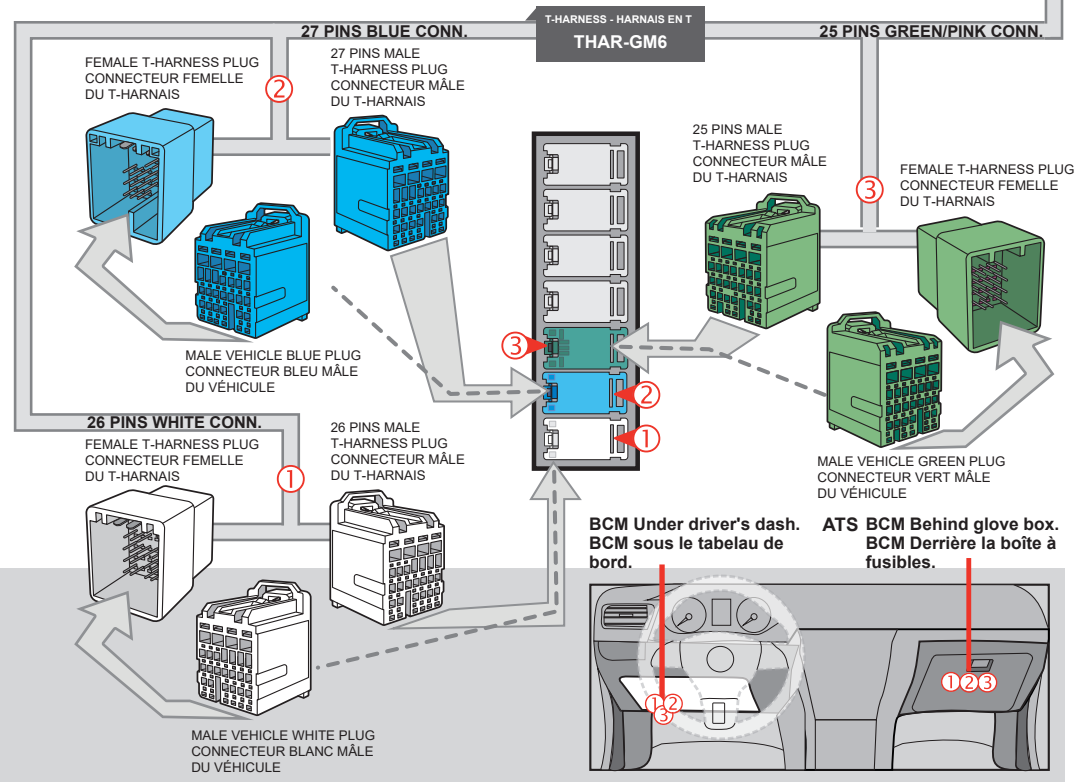 T-HARNESS - HARNAIS EN T
THAR-GM6
27 PINS BLUE CONN.
25 PINS GREEN/PINK CONN.
FEMALE T-HARNESS PLUG
CONNECTEUR FEMELLE
DU T-HARNAIS
2
27 PINS MALE
T-HARNESS PLUG
CONNECTEUR MÂLE
DU T-HARNAIS
25 PINS MALE
T-HARNESS PLUG
CONNECTEUR MÂLE
DU T-HARNAIS
3
FEMALE T-HARNESS PLUG
CONNECTEUR FEMELLE
DU T-HARNAIS
MALE VEHICLE BLUE PLUG
CONNECTEUR BLEU MÂLE
DU VÉHICULE
3
2
1
26 PINS WHITE CONN.
FEMALE T-HARNESS PLUG
CONNECTEUR FEMELLE
DU T-HARNAIS
1
26 PINS MALE
T-HARNESS PLUG
CONNECTEUR MÂLE
DU T-HARNAIS
MALE VEHICLE GREEN PLUG
CONNECTEUR VERT MÂLE
DU VÉHICULE
BCM Under driver's dash.
BCM sous le tabelau de
bord.
ATS BCM Behind glove box.
BCM Derrière la boîte à
fusibles.
1 2
3
1 2 3
MALE VEHICLE WHITE PLUG
CONNECTEUR BLANC MÂLE
DU VÉHICULE